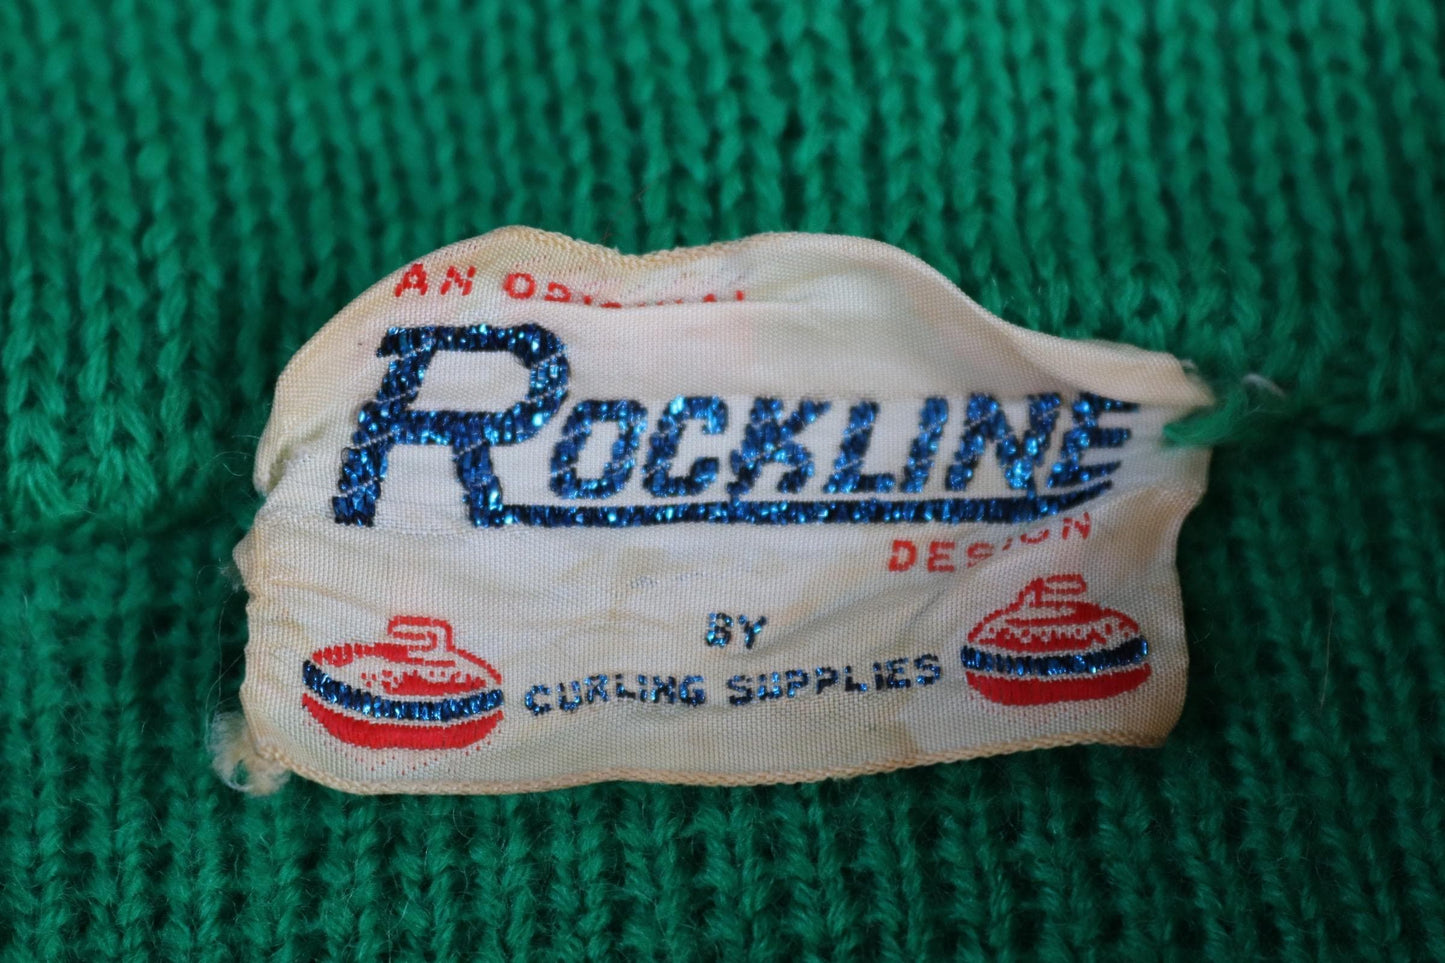 AN ORIGINAL
ROCKLINE
DESIGN
BY
CURLING SUPPLIES